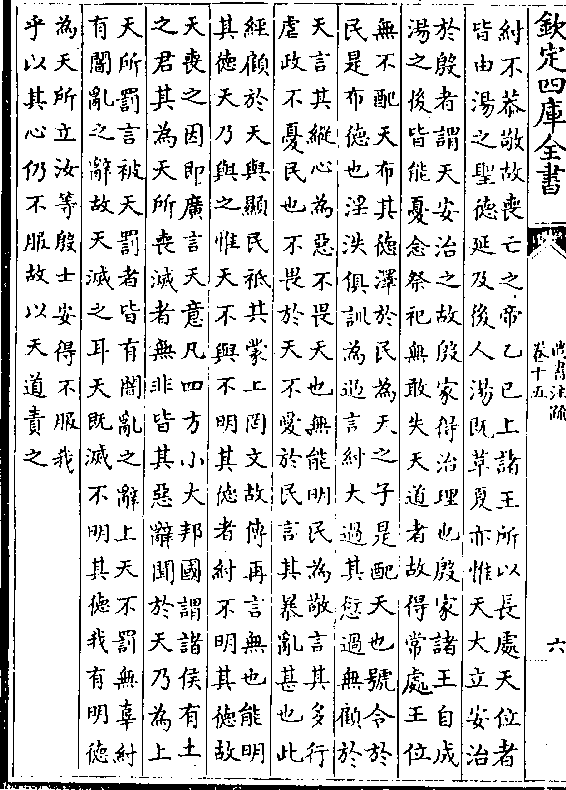 欽定四庫全書
尚書注疏
卷十五
六
紂不恭敬故喪亡之帝乙已上諸王所以長處天位者
皆由湯之聖德延及後人湯既革夏亦惟天大立安治
於殷者謂天安治之故殷家得治理也殷家諸王自成
湯之後皆能憂念祭祀無敢失天道者故得常處王位
無不配天布其德澤於民為天之子是配天也號令於
民是布德也淫泆俱訓為過言紂大過其愆過無顧於
天言其縱心為惡不畏天也無能明民為敬言其多行
虐政不憂民也不畏於天不愛於民言其暴亂甚也此
經顧於天與顯民祗其蒙上罔文故傳再言無也能明
其德天乃與之惟天不與不明其德者紂不明其德故
天喪之因即廣言天意凡四方小大邦國謂諸侯有土
之君其為天所喪滅者無非皆其惡辭聞於天乃為上
天所罰言被天罰者皆有闇亂之辭上天不罰無辜紂
有闇亂之辭故天滅之耳天既滅不明其德我有明德
為天所立汝等殷士安得不服我
乎以其心仍不服故以天道責之